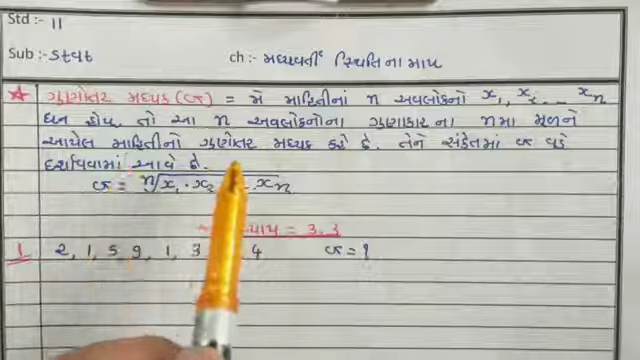 Std :- 11
Sub :- Stat ch :- મધ્યવર્તી સ્થિતિના માપ
★ ગુણોતર મધ્યક (જી) = જો માહિતીનાં n અવલોકનો x₁, x₂ ... xₙ
ધન હોય, તો આ n અવલોકનોના ગુણાકાર ના nમા મૂળને
આપેલ માહિતીનો ગુણોતર મધ્યક કહે છે. તેને સંકેતમાં વડે
દર્શાવવામાં આવે છે.
= ⁿ√x₁ · x₂ . xₙ
= 3.3
1 2, 1, 5, 9, 1, 3 4 = ?